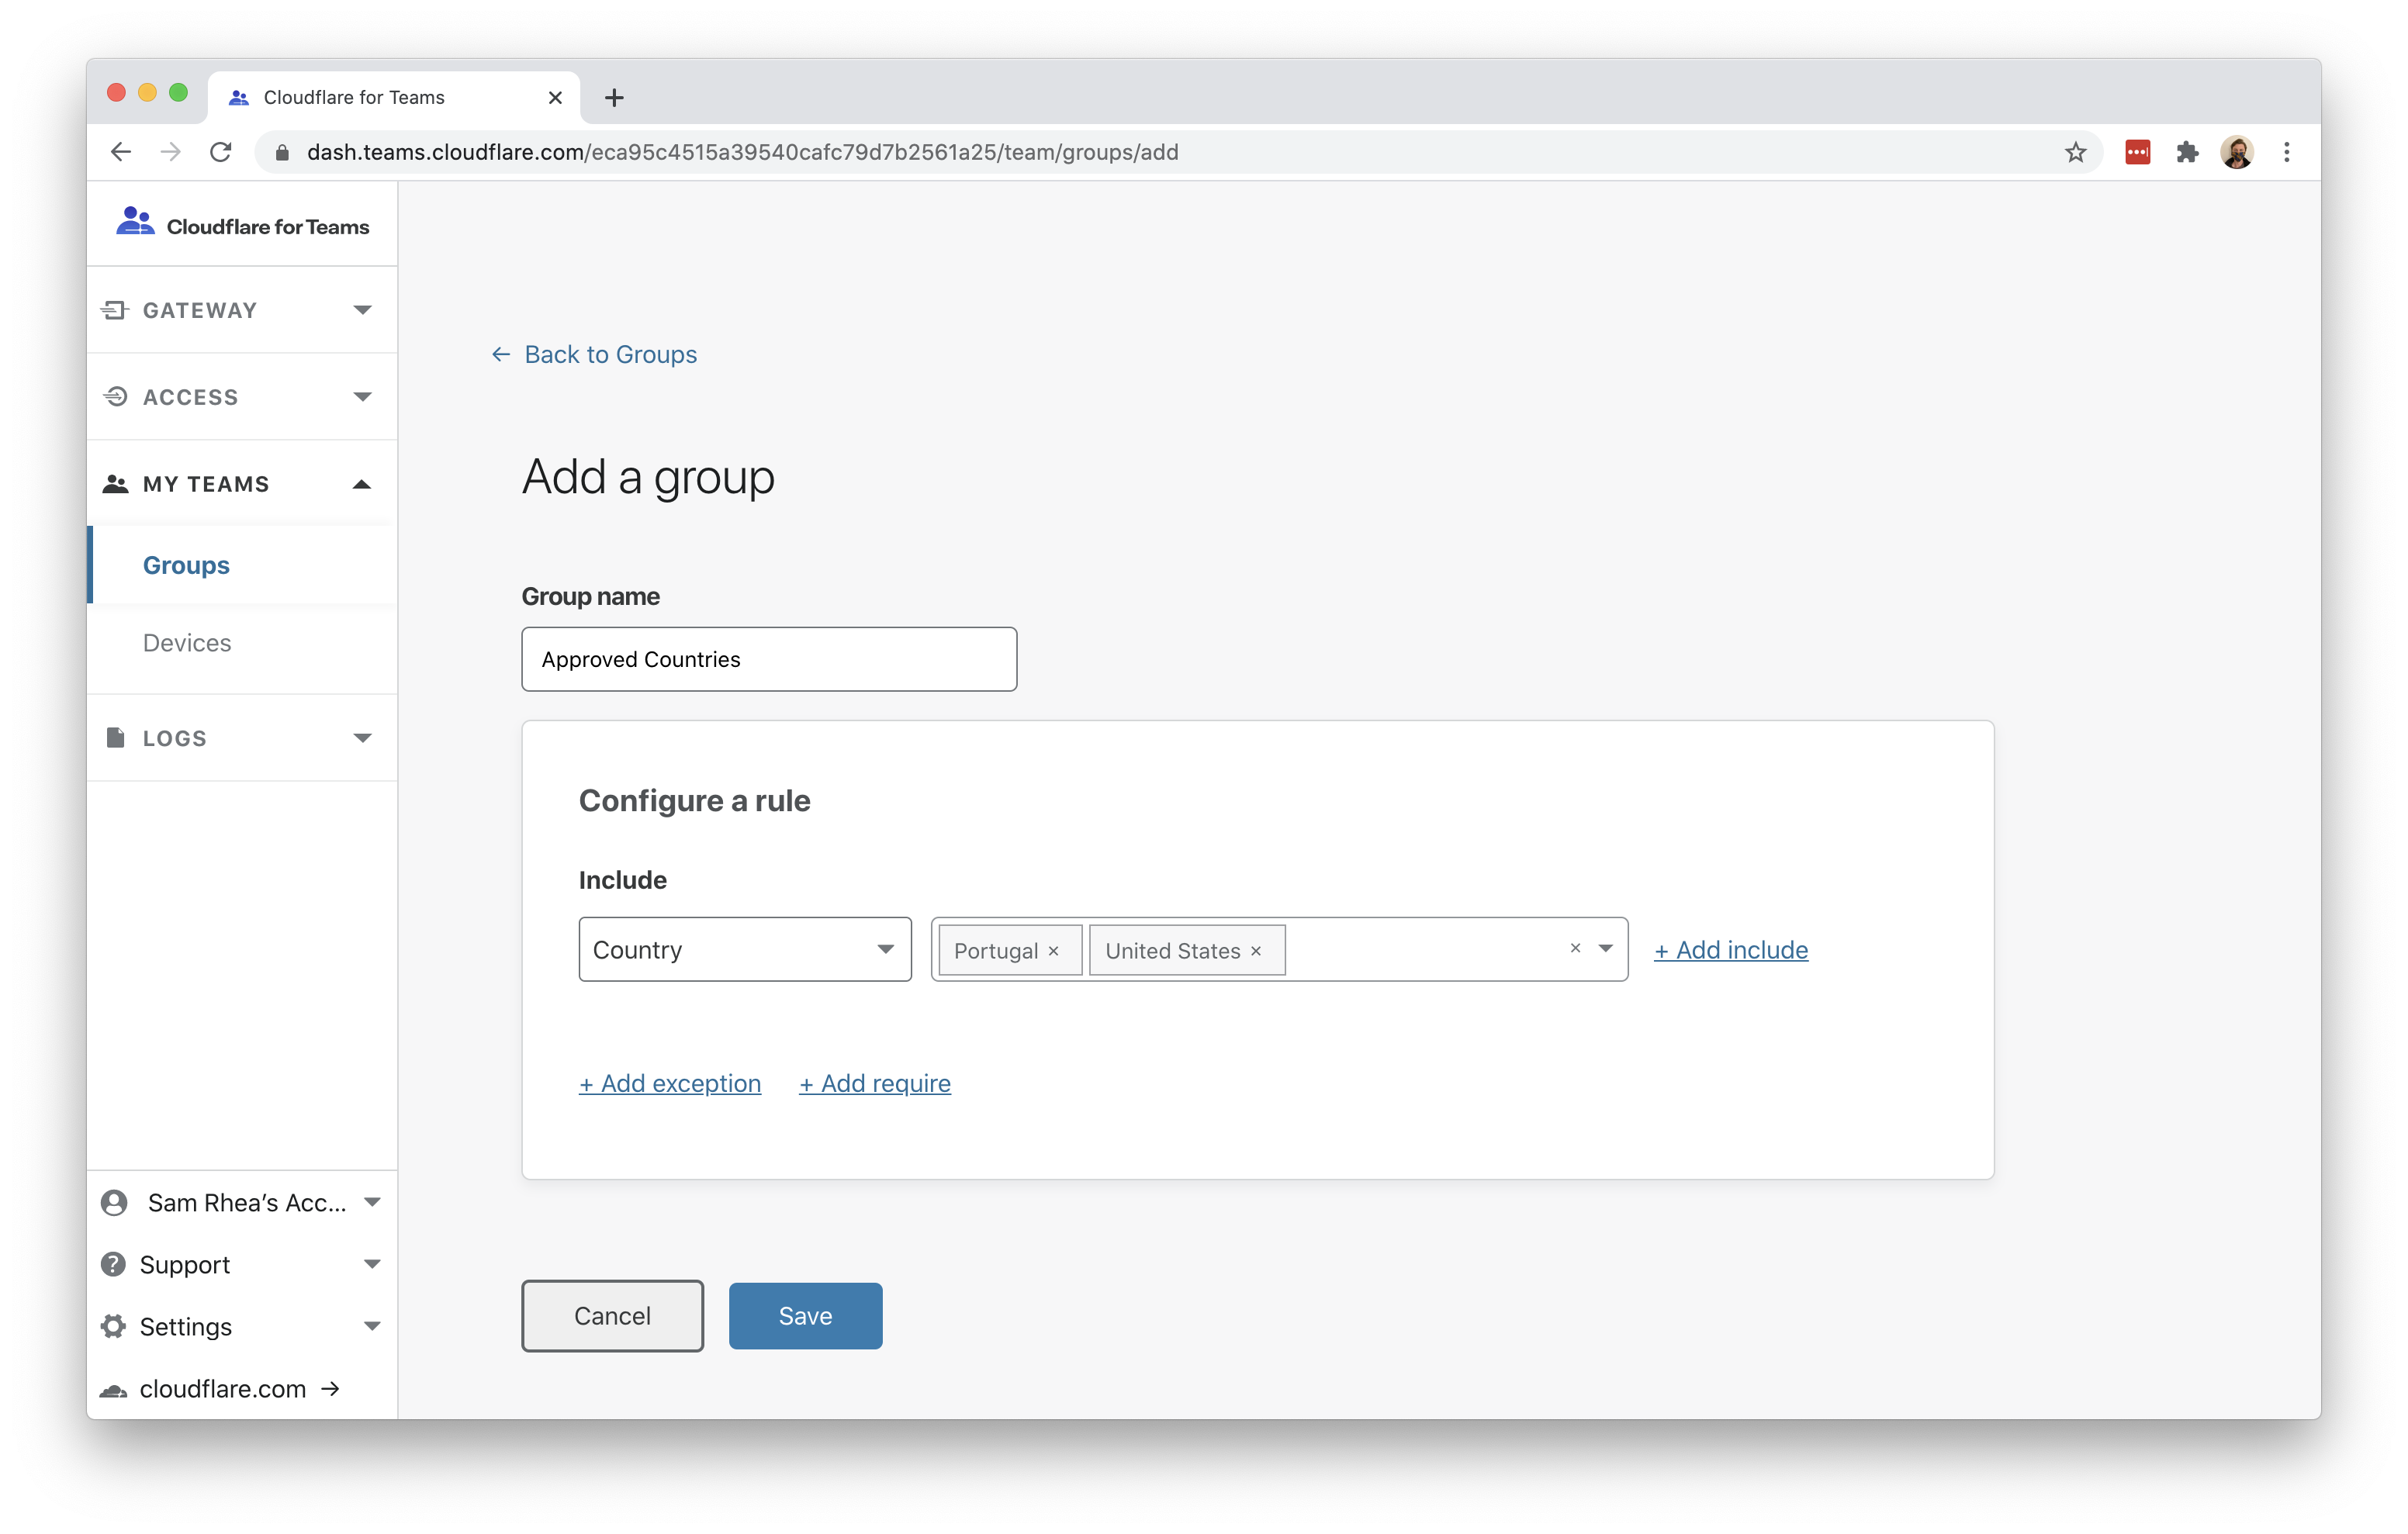 Cloudflare for Teams
dash.teams.cloudflare.com/eca95c4515a39540cafc79d7b2561a25/team/groups/add
Cloudflare for Teams
GATEWAY
ACCESS
MY TEAMS
Groups
Devices
LOGS
Sam Rhea’s Acc...
Support
Settings
cloudflare.com →
← Back to Groups
Add a group
Group name
Approved Countries
Configure a rule
Include
Country Portugal × United States × × + Add include
+ Add exception + Add require
Cancel Save